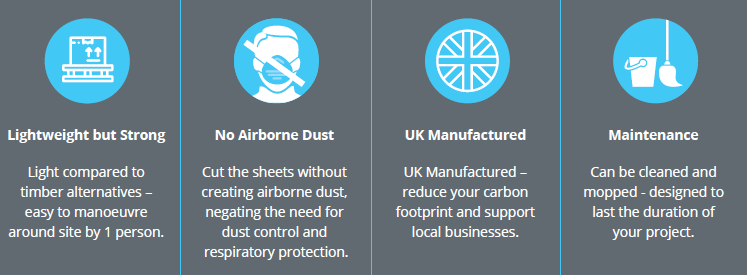 Lightweight but Strong
Light compared to
timber alternatives –
easy to manoeuvre
around site by 1 person.
No Airborne Dust
Cut the sheets without
creating airborne dust,
negating the need for
dust control and
respiratory protection.
UK Manufactured
UK Manufactured –
reduce your carbon
footprint and support
local businesses.
Maintenance
Can be cleaned and
mopped - designed to
last the duration of
your project.